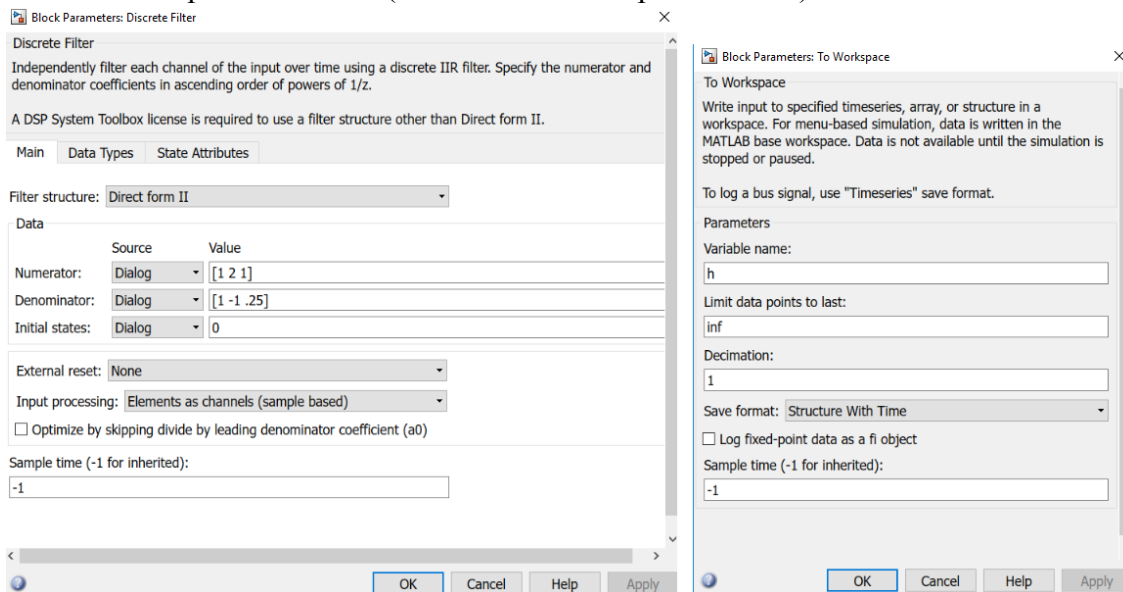 Block Parameters: Discrete Filter
Discrete Filter
Independently filter each channel of the input over time using a discrete IIR filter. Specify the numerator and
denominator coefficients in ascending order of powers of 1/z.
A DSP System Toolbox license is required to use a filter structure other than Direct form II.
Main Data Types State Attributes
Filter structure: Direct form II
Data
Source Value
Numerator: Dialog [1 2 1]
Denominator: Dialog [1 -1 .25]
Initial states: Dialog 0
External reset: None
Input processing: Elements as channels (sample based)
Optimize by skipping divide by leading denominator coefficient (a0)
Sample time (-1 for inherited):
-1
OK Cancel Help Apply
Block Parameters: To Workspace
To Workspace
Write input to specified timeseries, array, or structure in a
workspace. For menu-based simulation, data is written in the
MATLAB base workspace. Data is not available until the simulation is
stopped or paused.
To log a bus signal, use "Timeseries" save format.
Parameters
Variable name:
h
Limit data points to last:
inf
Decimation:
1
Save format: Structure With Time
Log fixed-point data as a fi object
Sample time (-1 for inherited):
-1
OK Cancel Help Apply